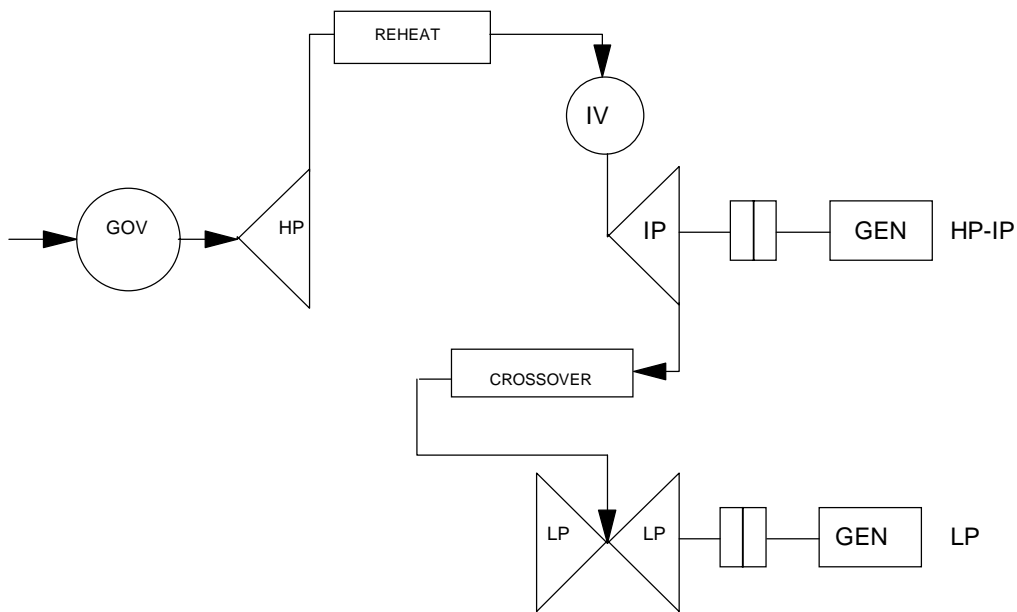 REHEAT
IV
GOV
HP
IP
GEN
HP-IP
CROSSOVER
LP
LP
GEN
LP